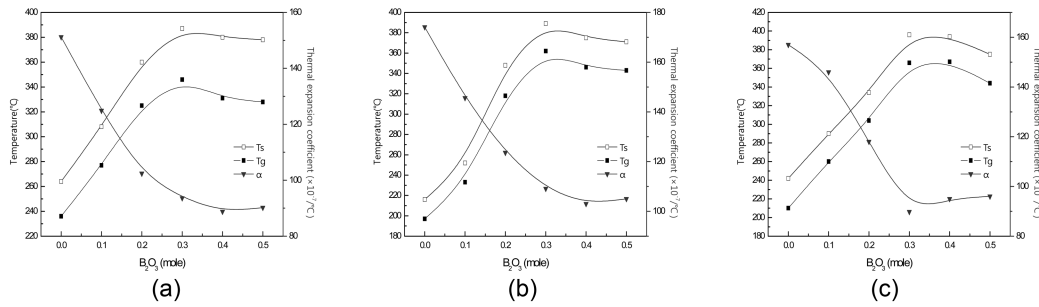 400
380
360
340
320
300
280
260
240
220
Temperature(℃)
160
140
120
100
80
Thermal expansion coefficient (×10⁻⁷/℃)
Ts
Tg
α
0.0 0.1 0.2 0.3 0.4 0.5
B₂O₃ (mole)
(a)
400
380
360
340
320
300
280
260
240
220
200
180
Temperature(℃)
180
160
140
120
100
Thermal expansion coefficient (×10⁻⁷/℃)
Ts
Tg
α
0.0 0.1 0.2 0.3 0.4 0.5
B₂O₃ (mole)
(b)
420
400
380
360
340
320
300
280
260
240
220
200
180
Temperature(℃)
160
140
120
100
80
Thermal expansion coefficient (×10⁻⁷/℃)
Ts
Tg
α
0.0 0.1 0.2 0.3 0.4 0.5
B₂O₃ (mole)
(c)